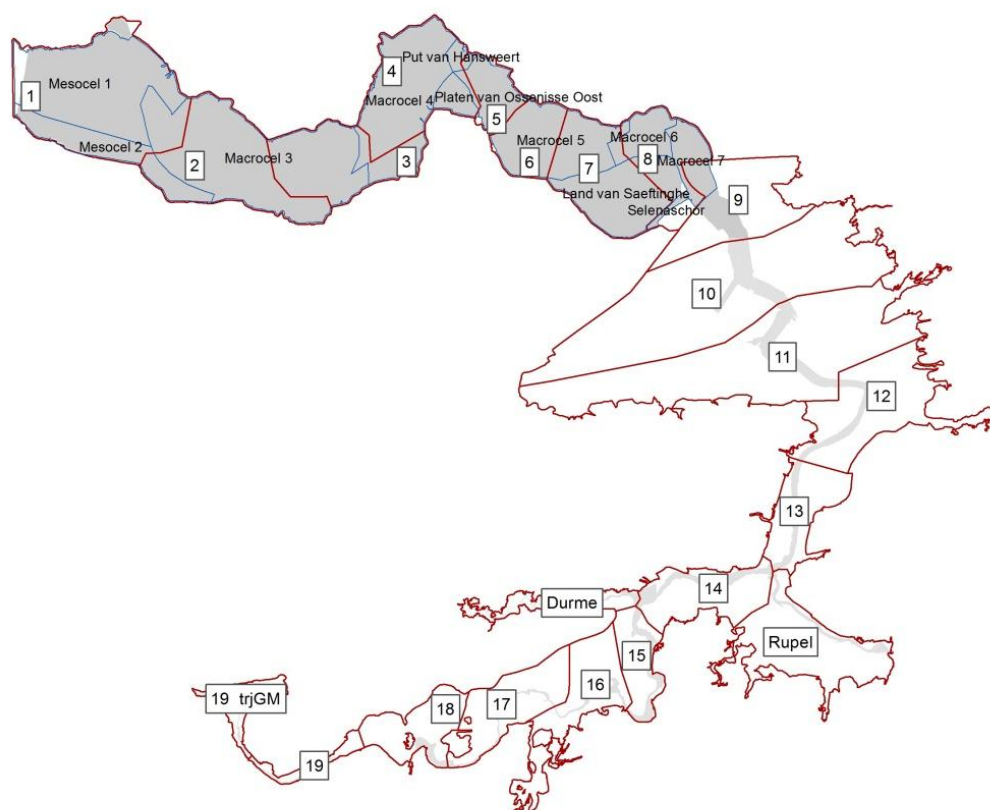 Put van Hansweert
4
Mesocel 1
1
Macrocel 4
Platen van Ossenisse Oost
5
Mesocel 2
Macrocel 3
2
3
Macrocel 5
6
7
Macrocel 6
8
Macrocel 7
Land van Saeftinghe
Selenaschor
9
10
11
12
13
14
Durme
Rupel
15
16
17
18
19 trjGM
19